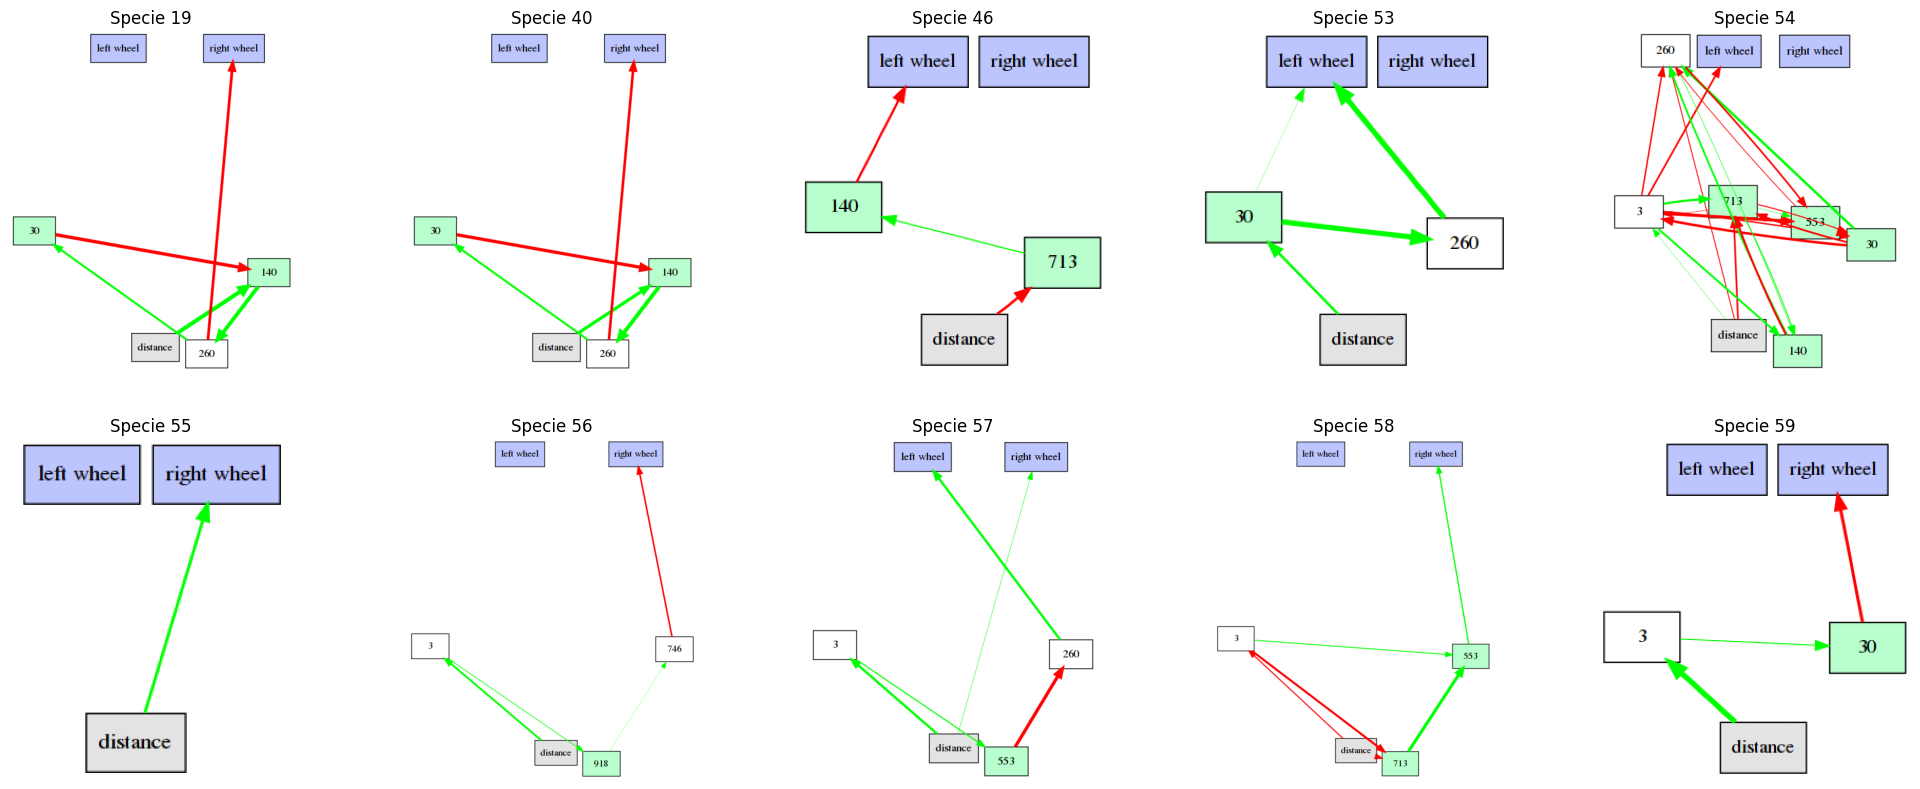 Specie 19
left wheel
right wheel
30
140
distance
260
Specie 40
left wheel
right wheel
30
140
distance
260
Specie 46
left wheel
right wheel
140
713
distance
Specie 53
left wheel
right wheel
30
260
distance
Specie 54
260
left wheel
right wheel
3
713
553
30
distance
140
Specie 55
left wheel
right wheel
distance
Specie 56
left wheel
right wheel
3
746
distance
918
Specie 57
left wheel
right wheel
3
260
distance
553
Specie 58
left wheel
right wheel
3
553
distance
713
Specie 59
left wheel
right wheel
3
30
distance